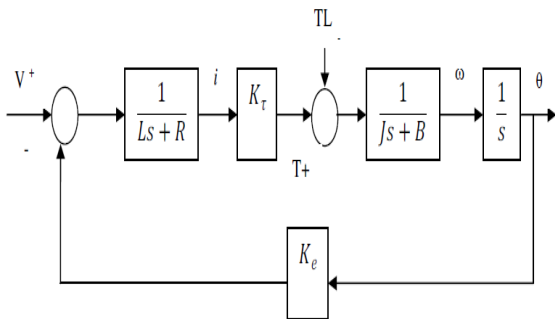 TL
-
V +
-
1
Ls + R
i
K_τ
T+
1
Js + B
ω
1
s
θ
K_e